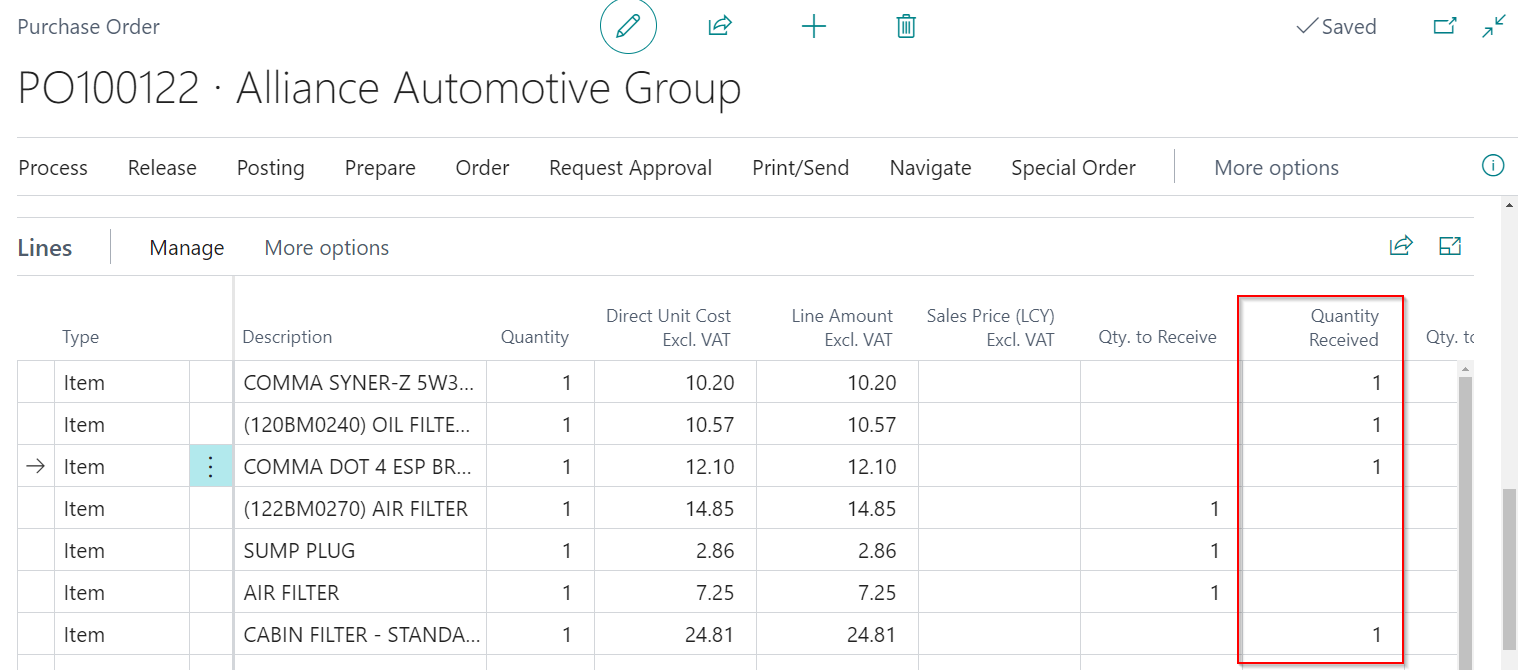 Purchase Order
Saved
PO100122 · Alliance Automotive Group
Process Release Posting Prepare Order Request Approval Print/Send Navigate Special Order More options
Lines Manage More options
Type Description Quantity Direct Unit Cost Excl. VAT Line Amount Excl. VAT Sales Price (LCY) Excl. VAT Qty. to Receive Quantity Received Qty. to
Item COMMA SYNER-Z 5W3... 1 10.20 10.20 1
Item (120BM0240) OIL FILTE... 1 10.57 10.57 1
Item COMMA DOT 4 ESP BR... 1 12.10 12.10 1
Item (122BM0270) AIR FILTER 1 14.85 14.85 1
Item SUMP PLUG 1 2.86 2.86 1
Item AIR FILTER 1 7.25 7.25 1
Item CABIN FILTER - STANDA... 1 24.81 24.81 1